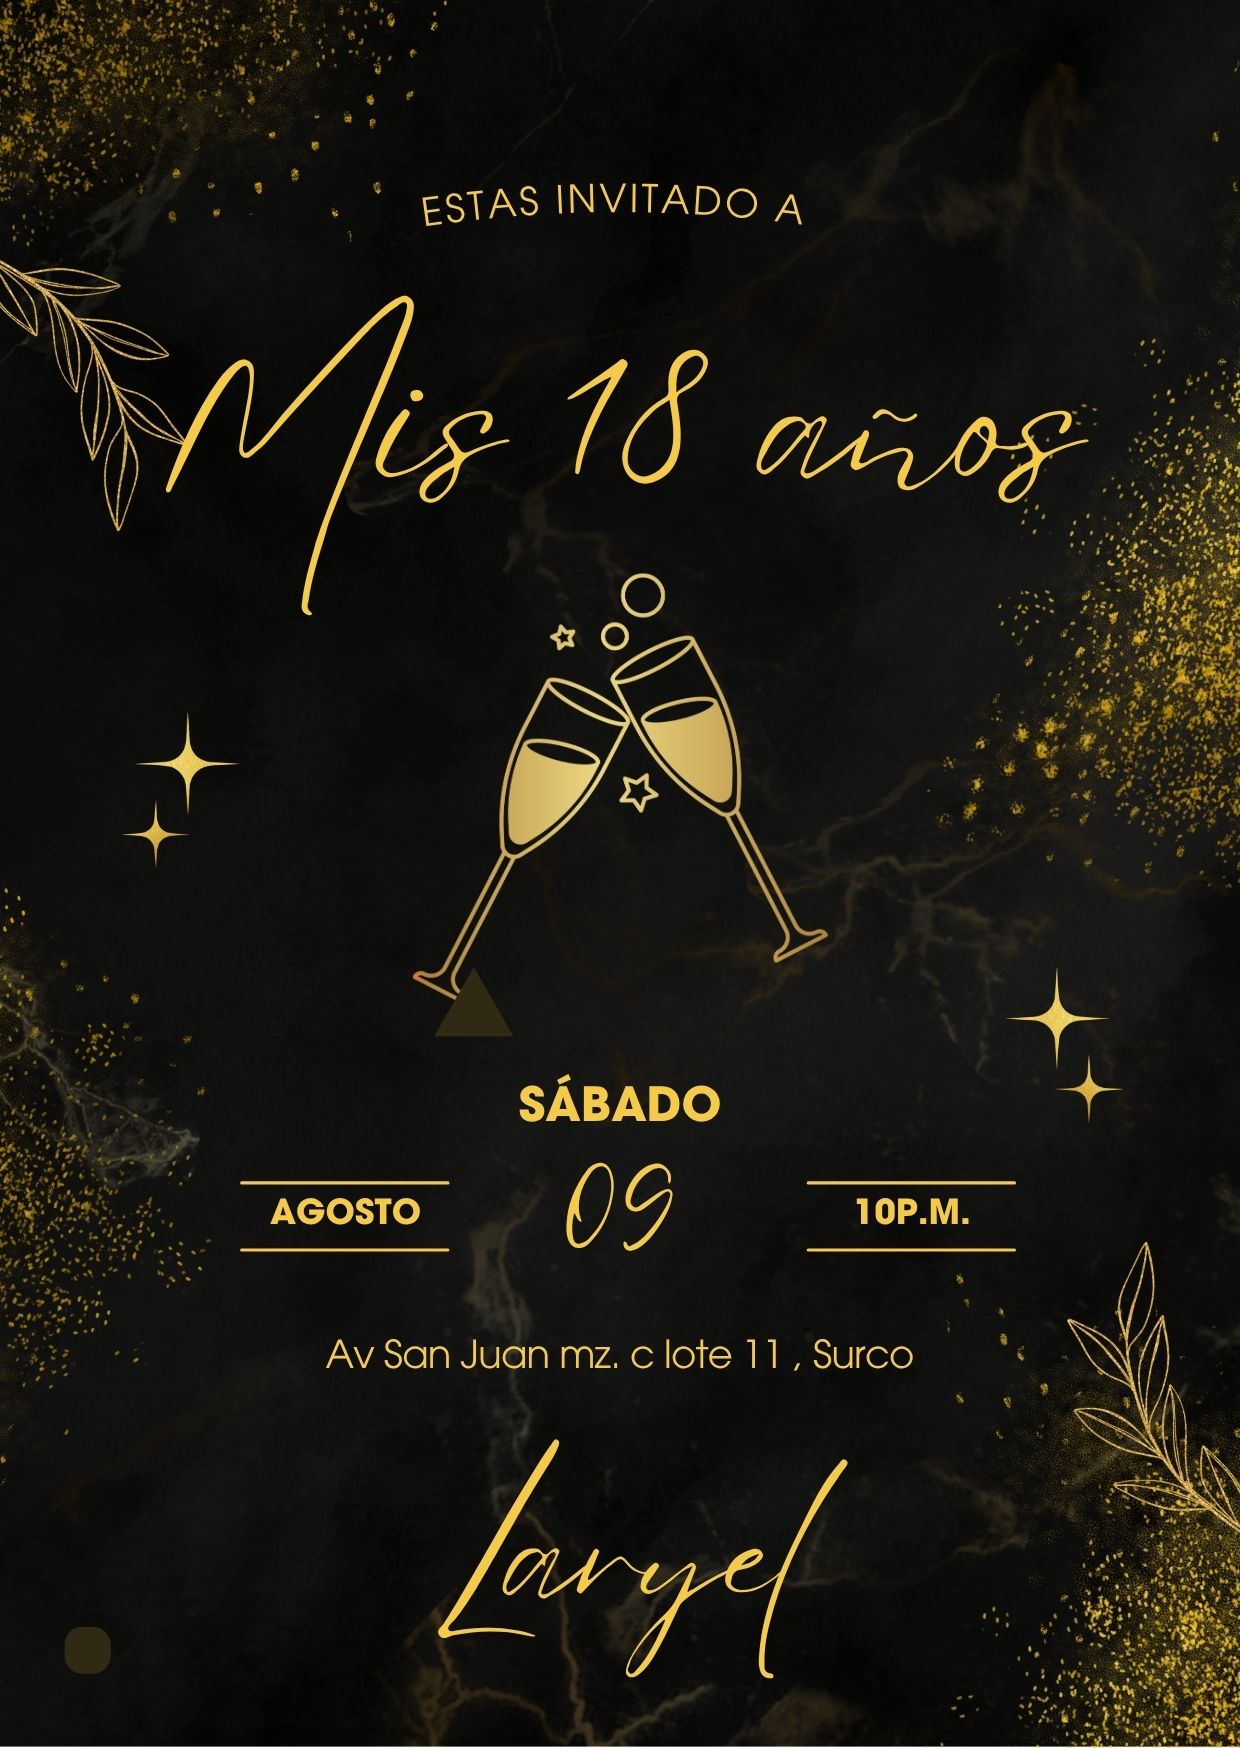 ESTAS INVITADO A
Mis 18 años
SÁBADO
AGOSTO
09
10P.M.
Av San Juan mz. c lote 11 , Surco
Laryel